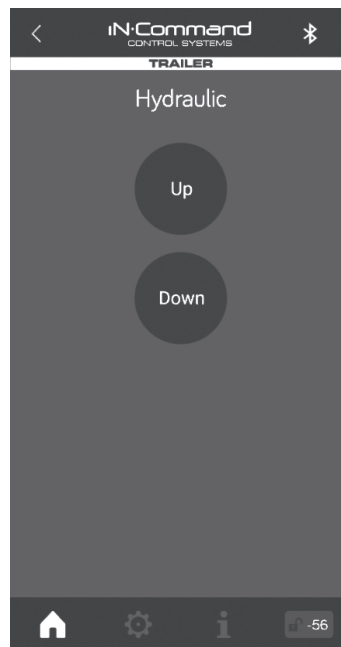 iN·Command
CONTROL SYSTEMS
TRAILER
Hydraulic
Up
Down
-56